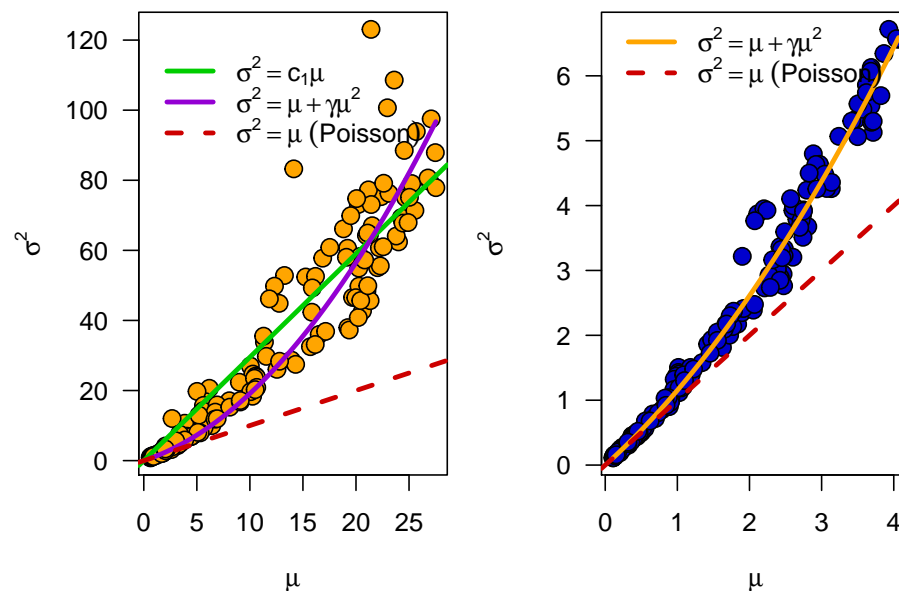 σ² = c₁μ
σ² = μ + γμ²
σ² = μ (Poisson)
0
20
40
60
80
100
120
σ²
0 5 10 15 20 25
μ
σ² = μ + γμ²
σ² = μ (Poisson)
0
1
2
3
4
5
6
σ²
0 1 2 3 4
μ